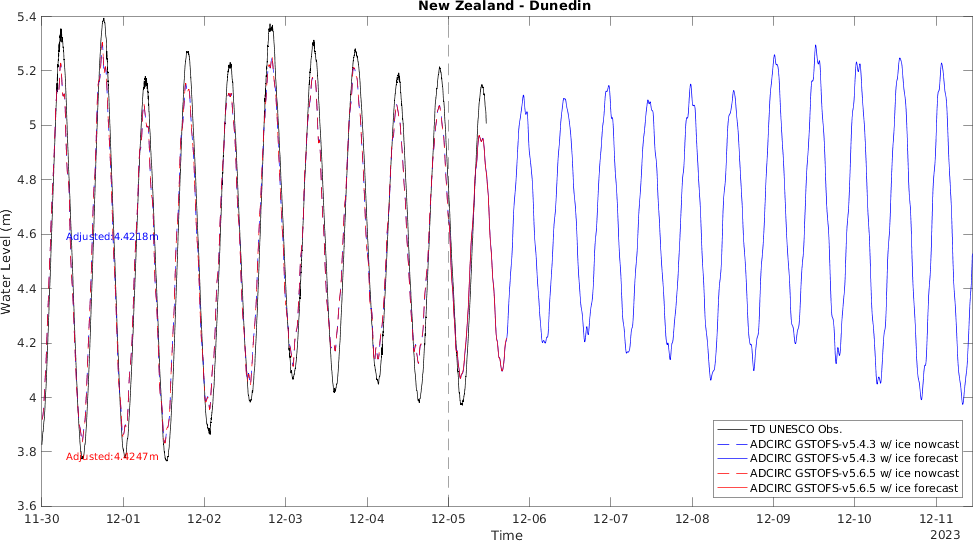 New Zealand - Dunedin
5.4
5.2
5
4.8
4.6
4.4
4.2
4
3.8
3.6
Water Level (m)
Adjusted:4.4218m
Adjusted:4.4247m
TD UNESCO Obs.
ADCIRC GSTOFS-v5.4.3 w/ ice nowcast
ADCIRC GSTOFS-v5.4.3 w/ ice forecast
ADCIRC GSTOFS-v5.6.5 w/ ice nowcast
ADCIRC GSTOFS-v5.6.5 w/ ice forecast
11-30 12-01 12-02 12-03 12-04 12-05 12-06 12-07 12-08 12-09 12-10 12-11
2023
Time